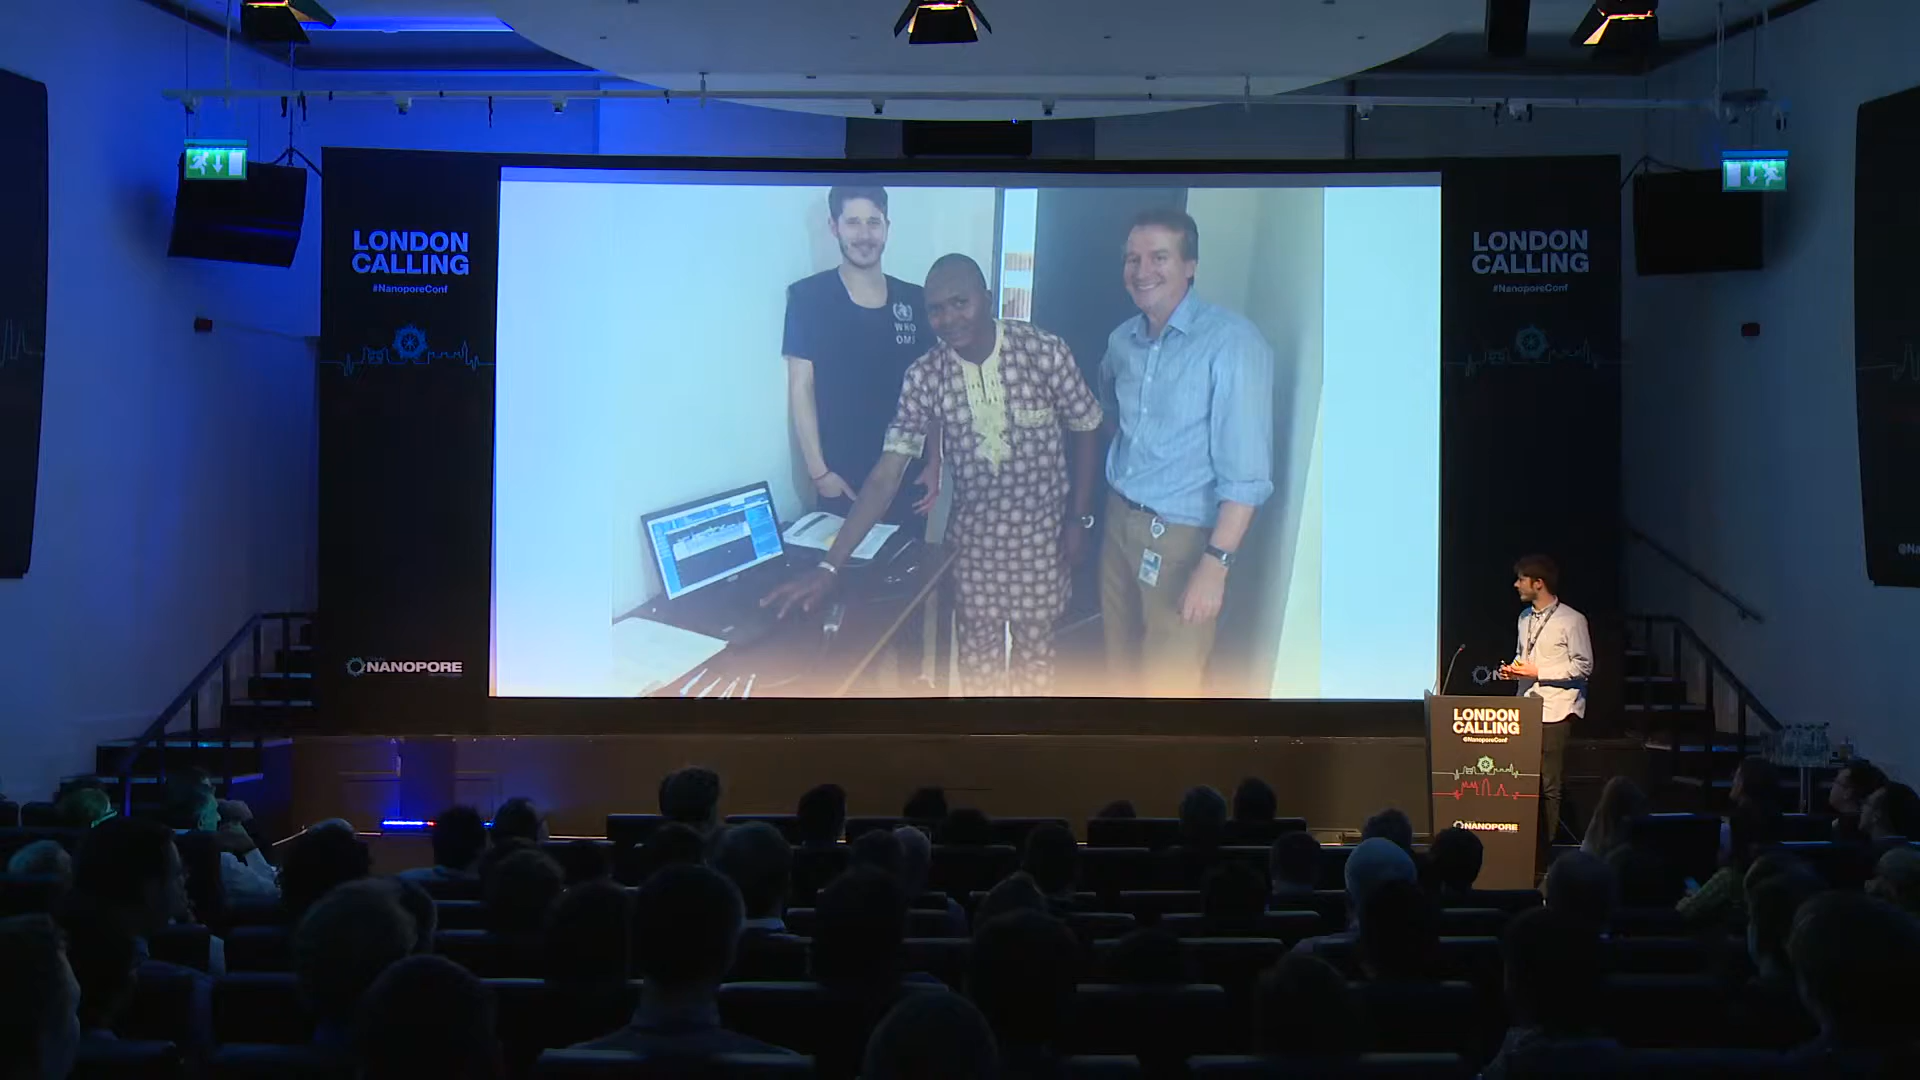 LONDON
CALLING
#NanoporeConf
NANOPORE
WHO
OMS
LONDON
CALLING
#NanoporeConf
LONDON
CALLING
@NanoporeConf
NANOPORE